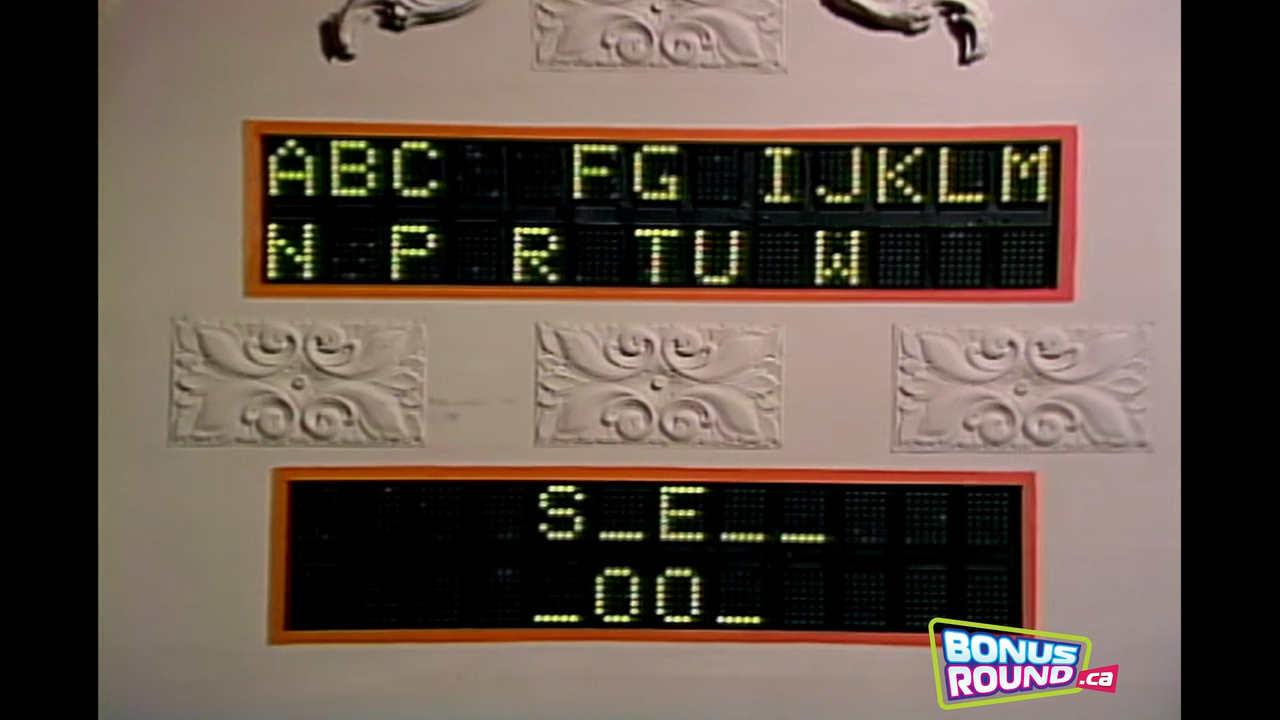 ABC FG IJKLM
N P R TU W
S_E__
_OO_
BONUS
ROUND.ca